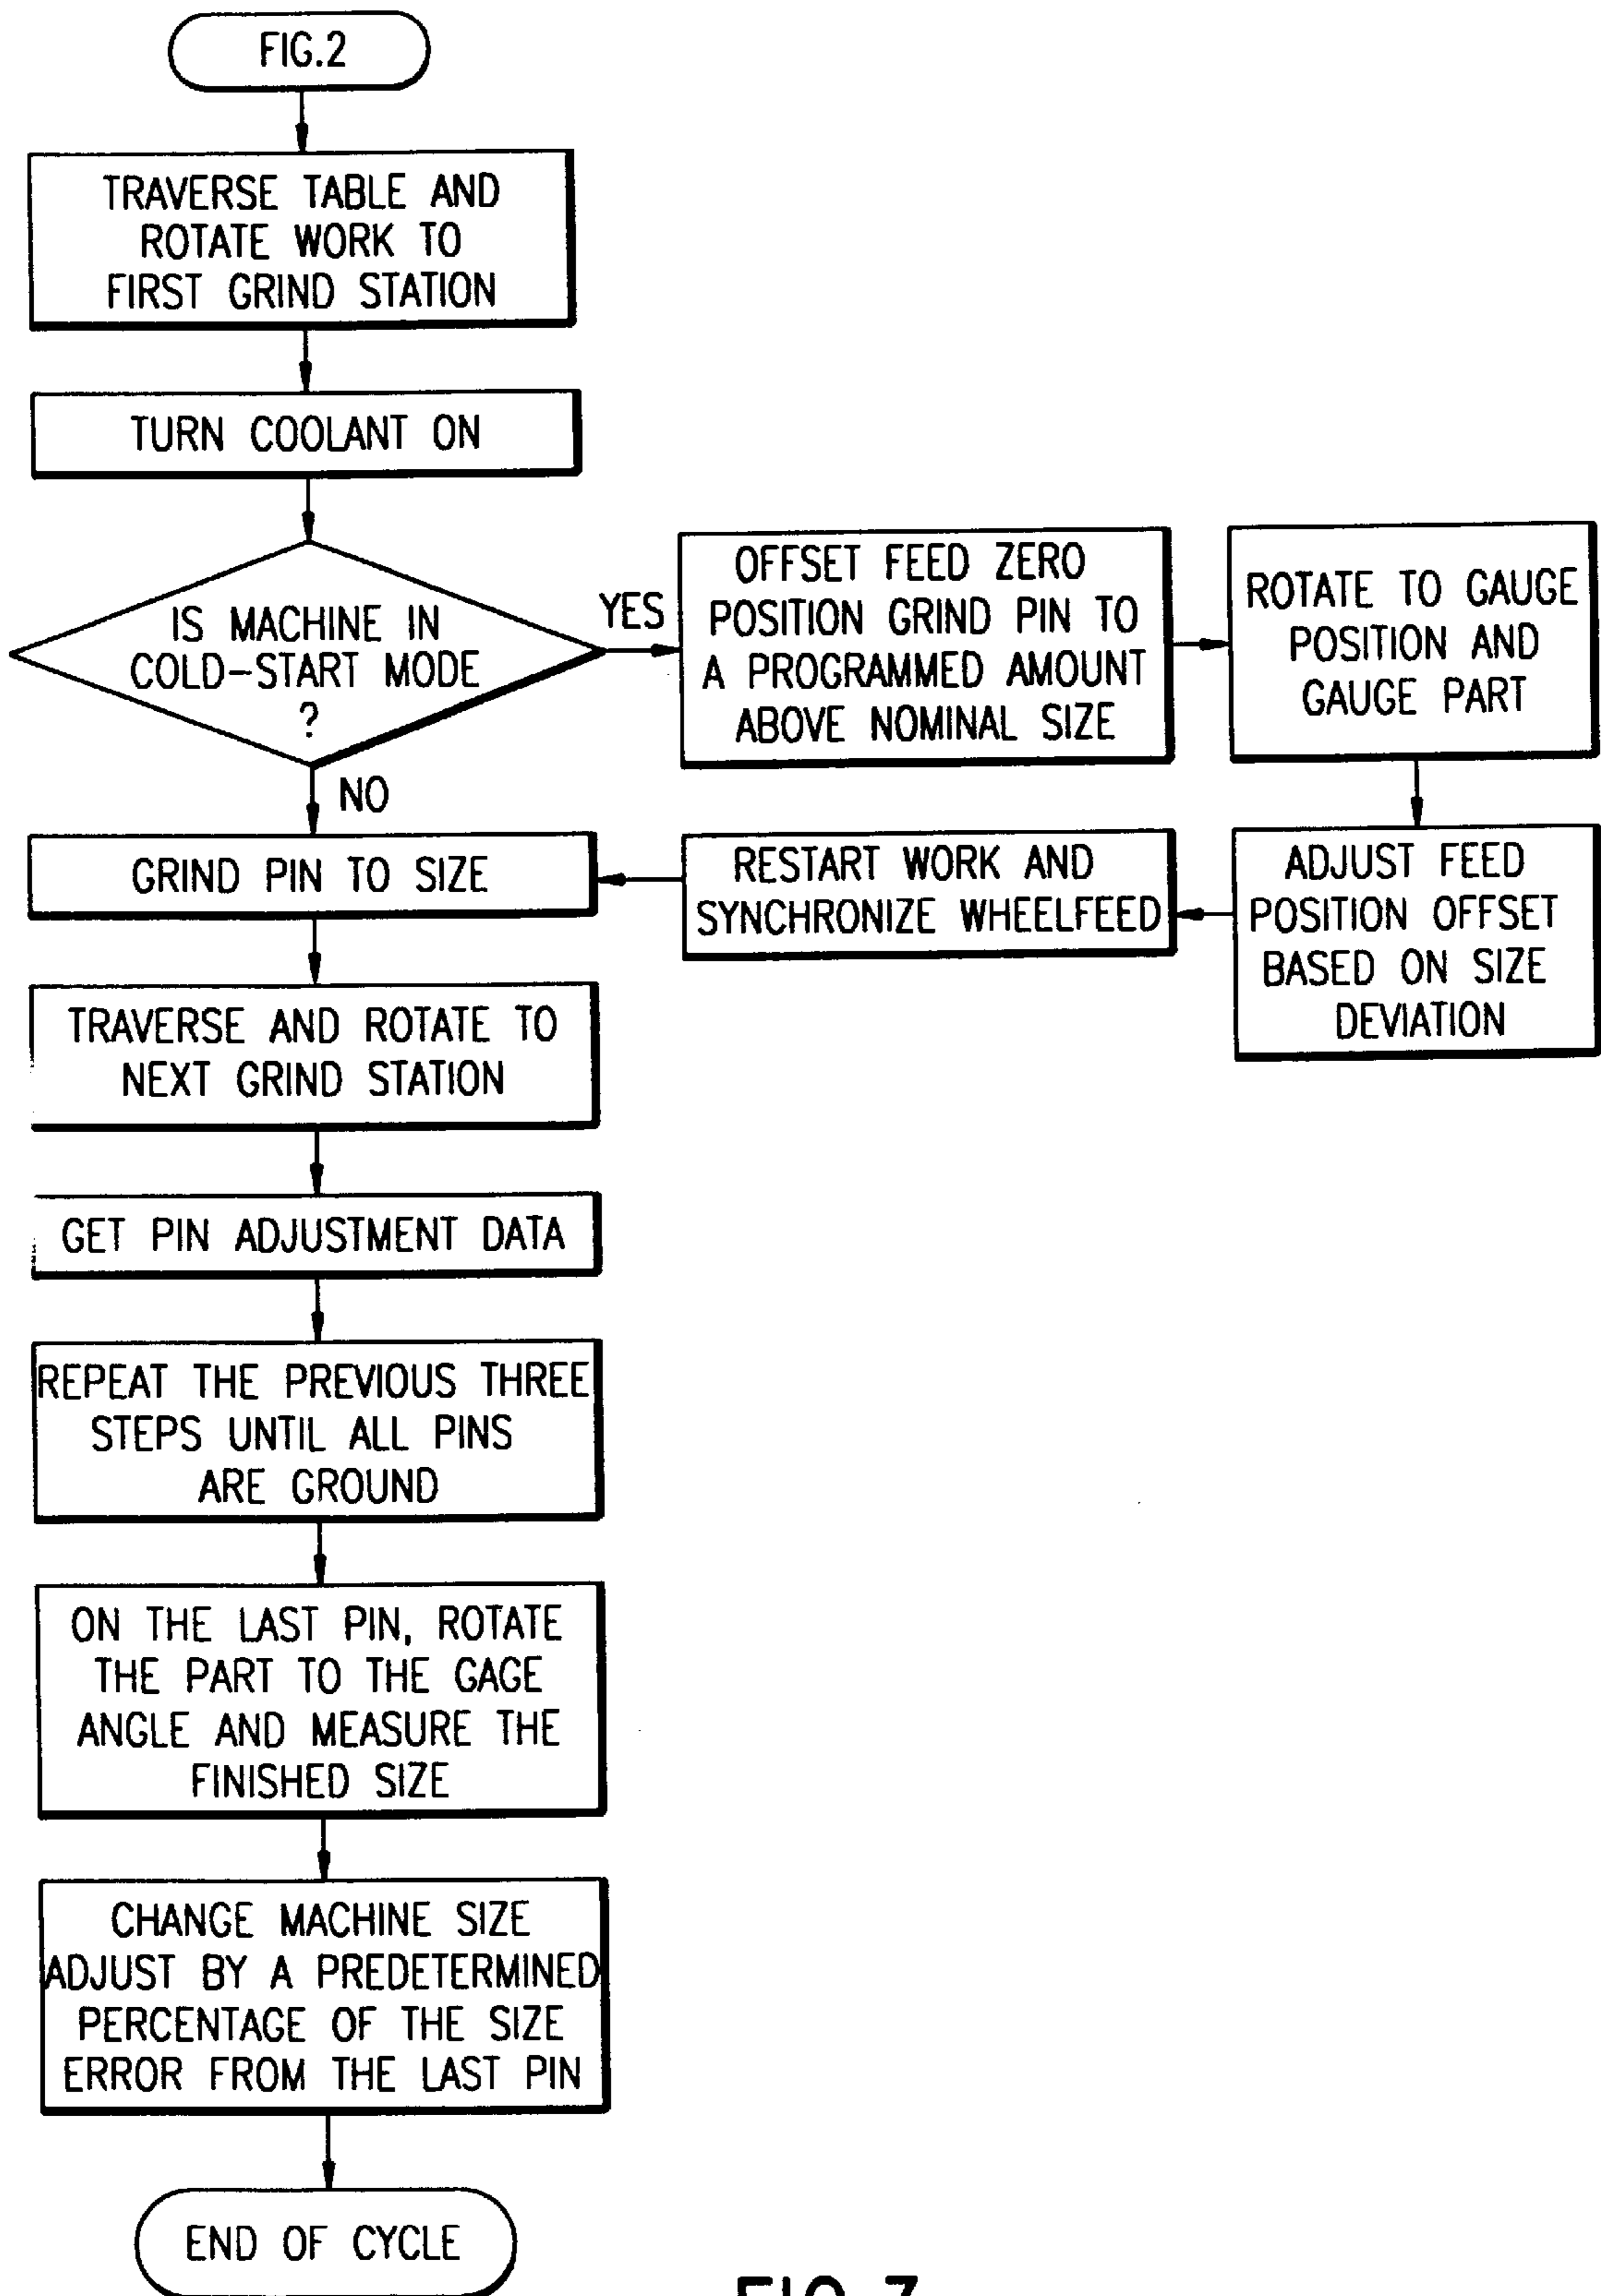 FIG.2
TRAVERSE TABLE AND
ROTATE WORK TO
FIRST GRIND STATION
TURN COOLANT ON
IS MACHINE IN
COLD-START MODE
?
YES
OFFSET FEED ZERO
POSITION GRIND PIN TO
A PROGRAMMED AMOUNT
ABOVE NOMINAL SIZE
ROTATE TO GAUGE
POSITION AND
GAUGE PART
ADJUST FEED
POSITION OFFSET
BASED ON SIZE
DEVIATION
RESTART WORK AND
SYNCHRONIZE WHEELFEED
NO
GRIND PIN TO SIZE
TRAVERSE AND ROTATE TO
NEXT GRIND STATION
GET PIN ADJUSTMENT DATA
REPEAT THE PREVIOUS THREE
STEPS UNTIL ALL PINS
ARE GROUND
ON THE LAST PIN, ROTATE
THE PART TO THE GAGE
ANGLE AND MEASURE THE
FINISHED SIZE
CHANGE MACHINE SIZE
ADJUST BY A PREDETERMINED
PERCENTAGE OF THE SIZE
ERROR FROM THE LAST PIN
END OF CYCLE